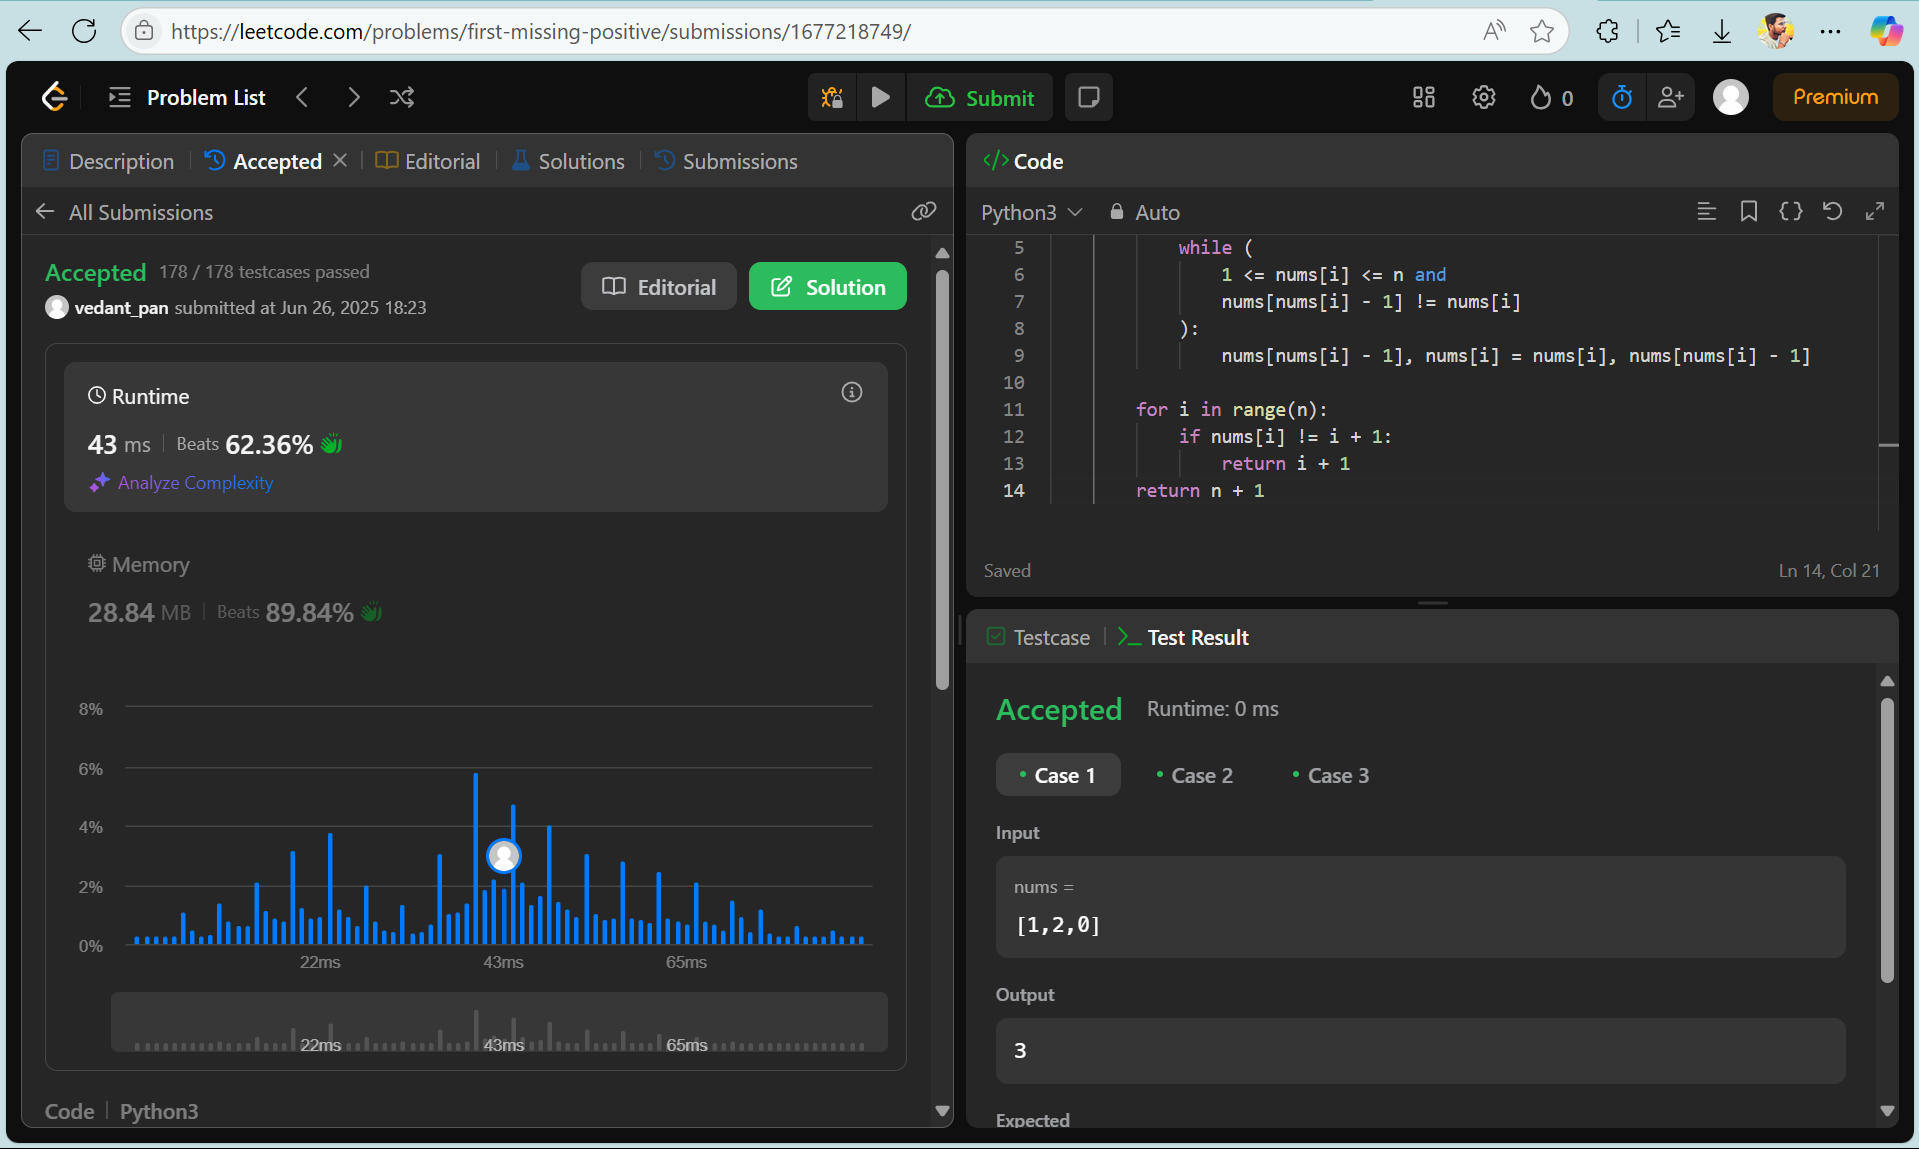 https://leetcode.com/problems/first-missing-positive/submissions/1677218749/
Problem List
Submit
0
Premium
Description
Accepted
Editorial
Solutions
Submissions
All Submissions
Accepted 178 / 178 testcases passed
vedant_pan submitted at Jun 26, 2025 18:23
Editorial
Solution
Runtime
43 ms Beats 62.36%
Analyze Complexity
Memory
28.84 MB Beats 89.84%
8%
6%
4%
2%
0%
22ms 43ms 65ms
22ms 43ms 65ms
Code Python3
</> Code
Python3 Auto
5 while (
6 1 <= nums[i] <= n and
7 nums[nums[i] - 1] != nums[i]
8 ):
9 nums[nums[i] - 1], nums[i] = nums[i], nums[nums[i] - 1]
10
11 for i in range(n):
12 if nums[i] != i + 1:
13 return i + 1
14 return n + 1
Saved
Ln 14, Col 21
Testcase
Test Result
Accepted Runtime: 0 ms
• Case 1 • Case 2 • Case 3
Input
nums =
[1,2,0]
Output
3
Expected